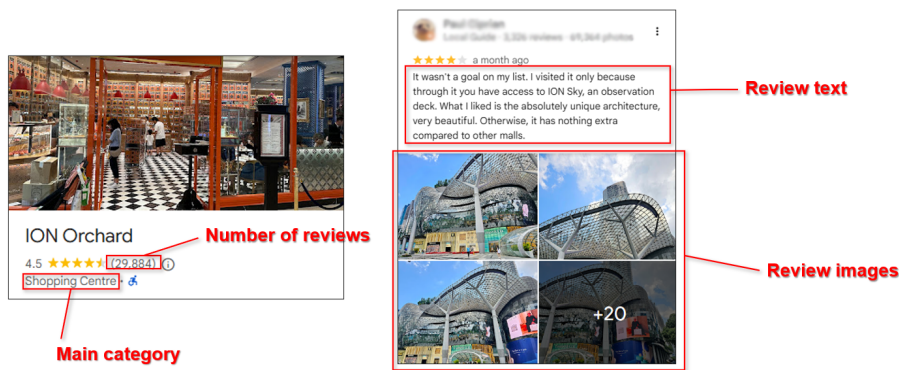 a month ago
It wasn't a goal on my list. I visited it only because
through it you have access to ION Sky, an observation
deck. What I liked is the absolutely unique architecture,
very beautiful. Otherwise, it has nothing extra
compared to other malls.
Review text
ION Orchard
Number of reviews
4.5 (29,884)
Shopping Centre ·
Main category
+20
Review images